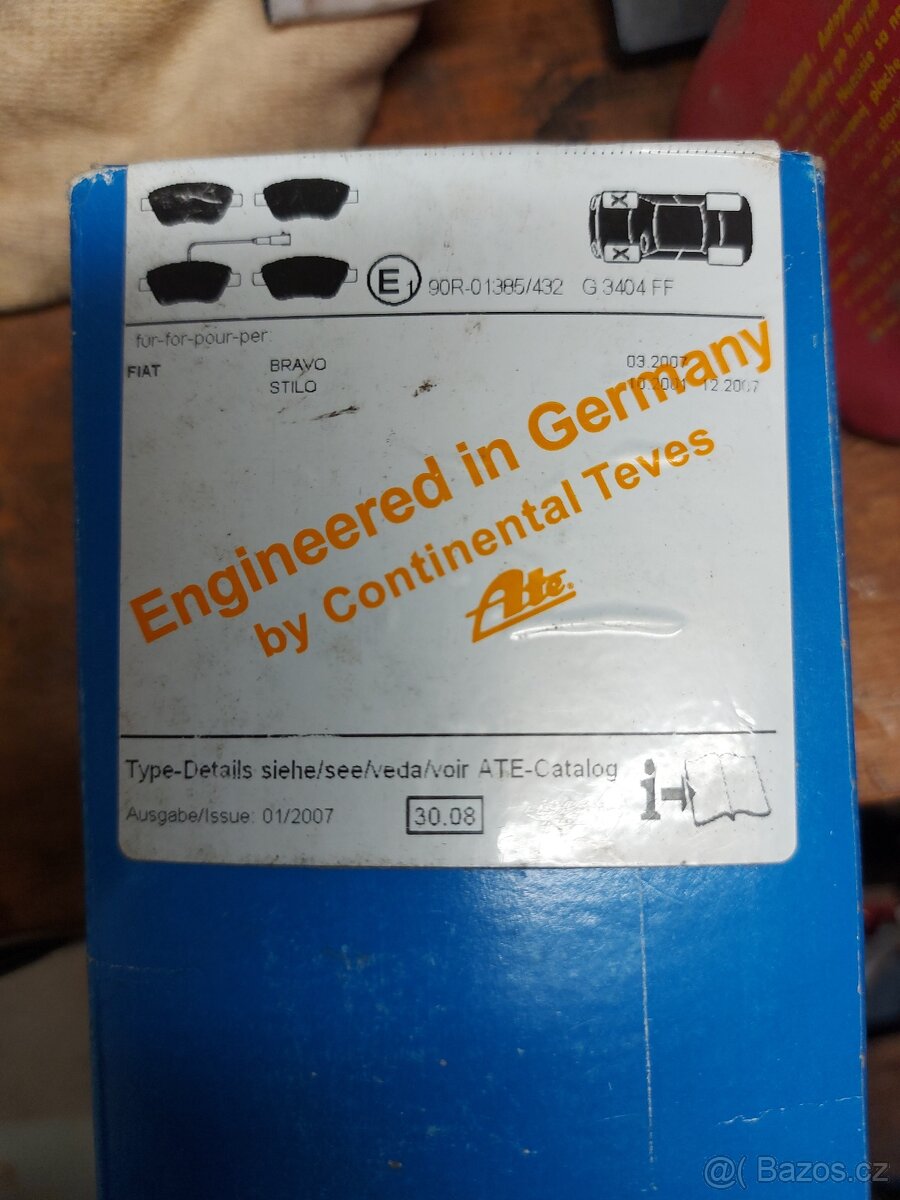 E1 90R-01385/432 G 3404 FF
für-for-pour-per:
FIAT BRAVO 03.2007
STILO 10.2001 12.2007
Engineered in Germany
by Continental Teves
Ate
Type-Details siehe/see/veda/voir ATE-Catalog
Ausgabe/Issue: 01/2007 30.08
@( Bazos.cz